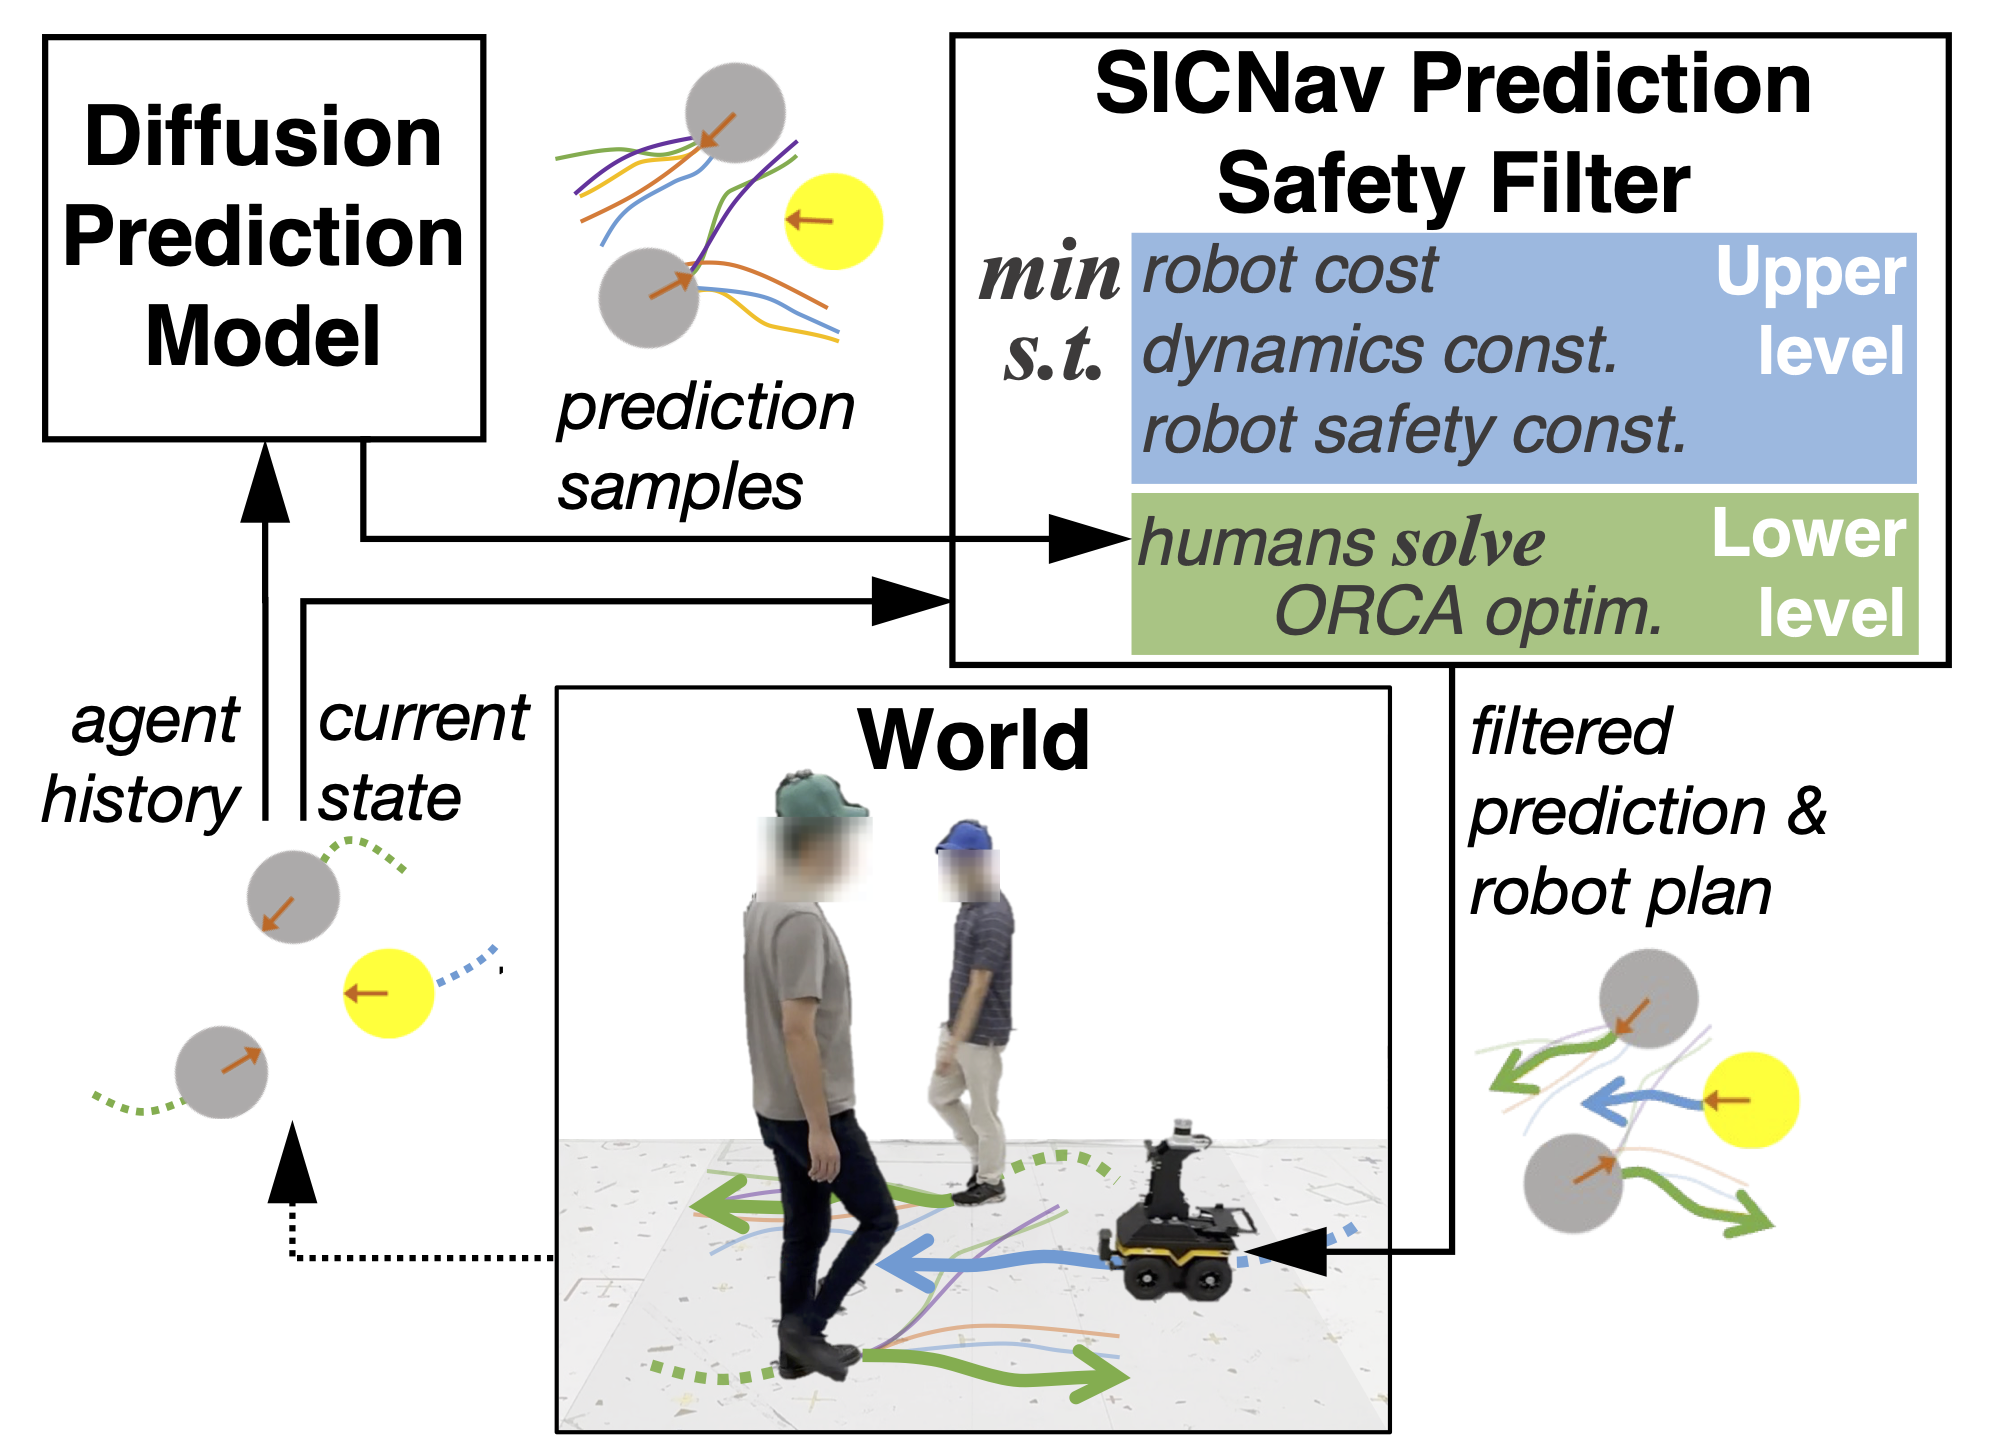 Diffusion
Prediction
Model
prediction
samples
SICNav Prediction
Safety Filter
min robot cost
s.t. dynamics const.
robot safety const.
Upper
level
humans solve
ORCA optim.
Lower
level
agent
history
current
state
World
filtered
prediction &
robot plan